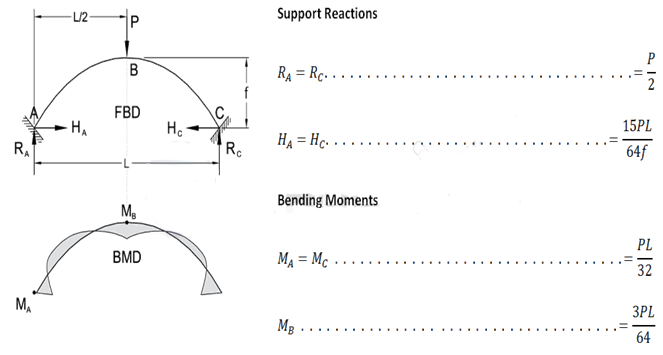 L/2
P
B
f
A
FBD
C
H_A
H_C
R_A
R_C
L
M_B
BMD
M_A
Support Reactions
R_A = R_C. . . . . . . . . . . . . . . . . . . . . . . . . . . . . . . . . . = P/2
H_A = H_C. . . . . . . . . . . . . . . . . . . . . . . . . . . . . . . = 15PL/64f
Bending Moments
M_A = M_C . . . . . . . . . . . . . . . . . . . . . . . . . . . . . . . . = PL/32
M_B . . . . . . . . . . . . . . . . . . . . . . . . . . . . . . . . . . . = 3PL/64